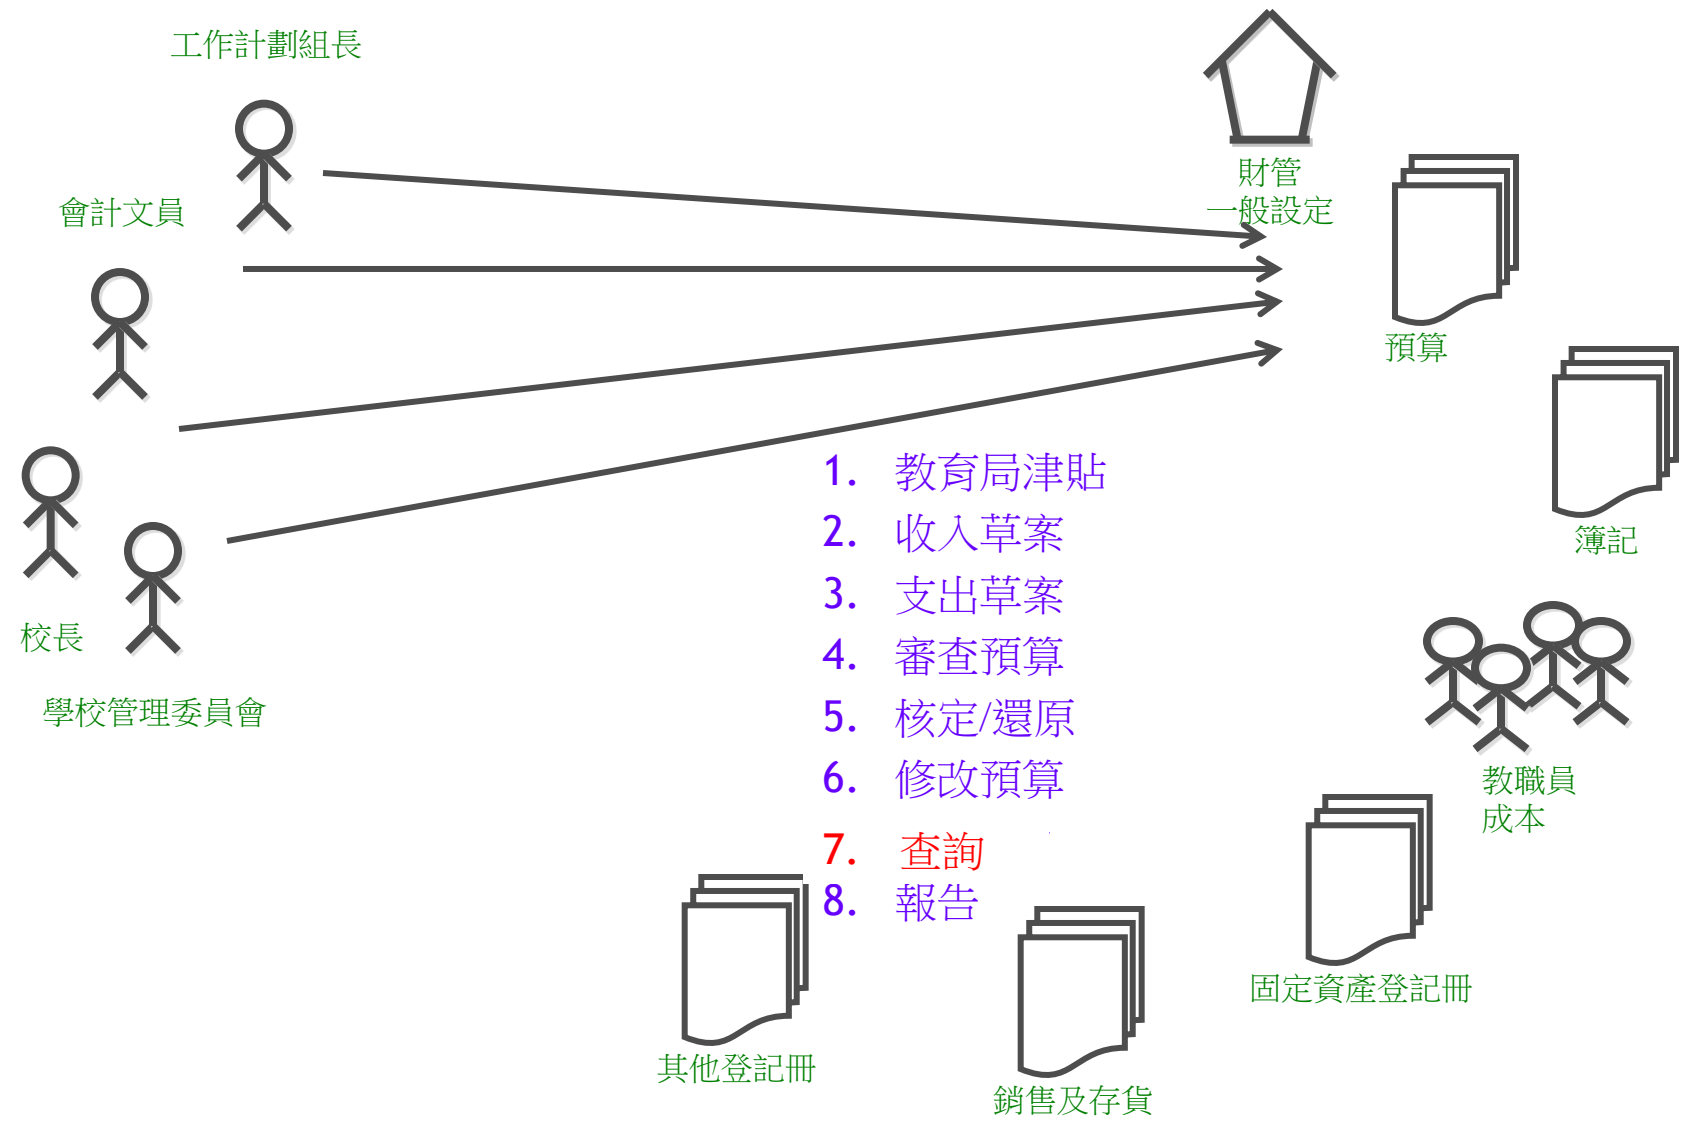 工作計劃組長
會計文員
校長
學校管理委員會
財管
一般設定
預算
簿記
教職員
成本
固定資產登記冊
銷售及存貨
其他登記冊
1. 教育局津貼
2. 收入草案
3. 支出草案
4. 審查預算
5. 核定/還原
6. 修改預算
7. 查詢
8. 報告